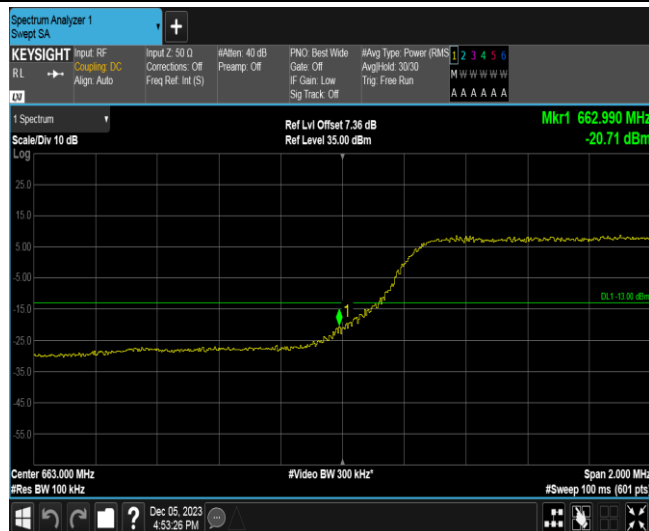 Spectrum Analyzer 1
Swept SA
+
KEYSIGHT Input: RF Input Z: 50 Ω #Atten: 40 dB PNO: Best Wide #Avg Type: Power (RMS 1 2 3 4 5 6
RL Coupling: DC Corrections: Off Preamp: Off Gate: Off Avg|Hold: 30/30 M W W W W W
Align: Auto Freq Ref: Int (S) IF Gain: Low Trig: Free Run
Sig Track: Off A A A A A A
LXI
1 Spectrum Ref Lvl Offset 7.36 dB Mkr1 662.990 MHz
Scale/Div 10 dB Ref Level 35.00 dBm -20.71 dBm
Log
25.0
15.0
5.00
-5.00
DL1 -13.00 dBm
-15.0
1
-25.0
-35.0
-45.0
-55.0
Center 663.000 MHz #Video BW 300 kHz* Span 2.000 MHz
#Res BW 100 kHz #Sweep 100 ms (601 pts)
? Dec 05, 2023
4:53:26 PM